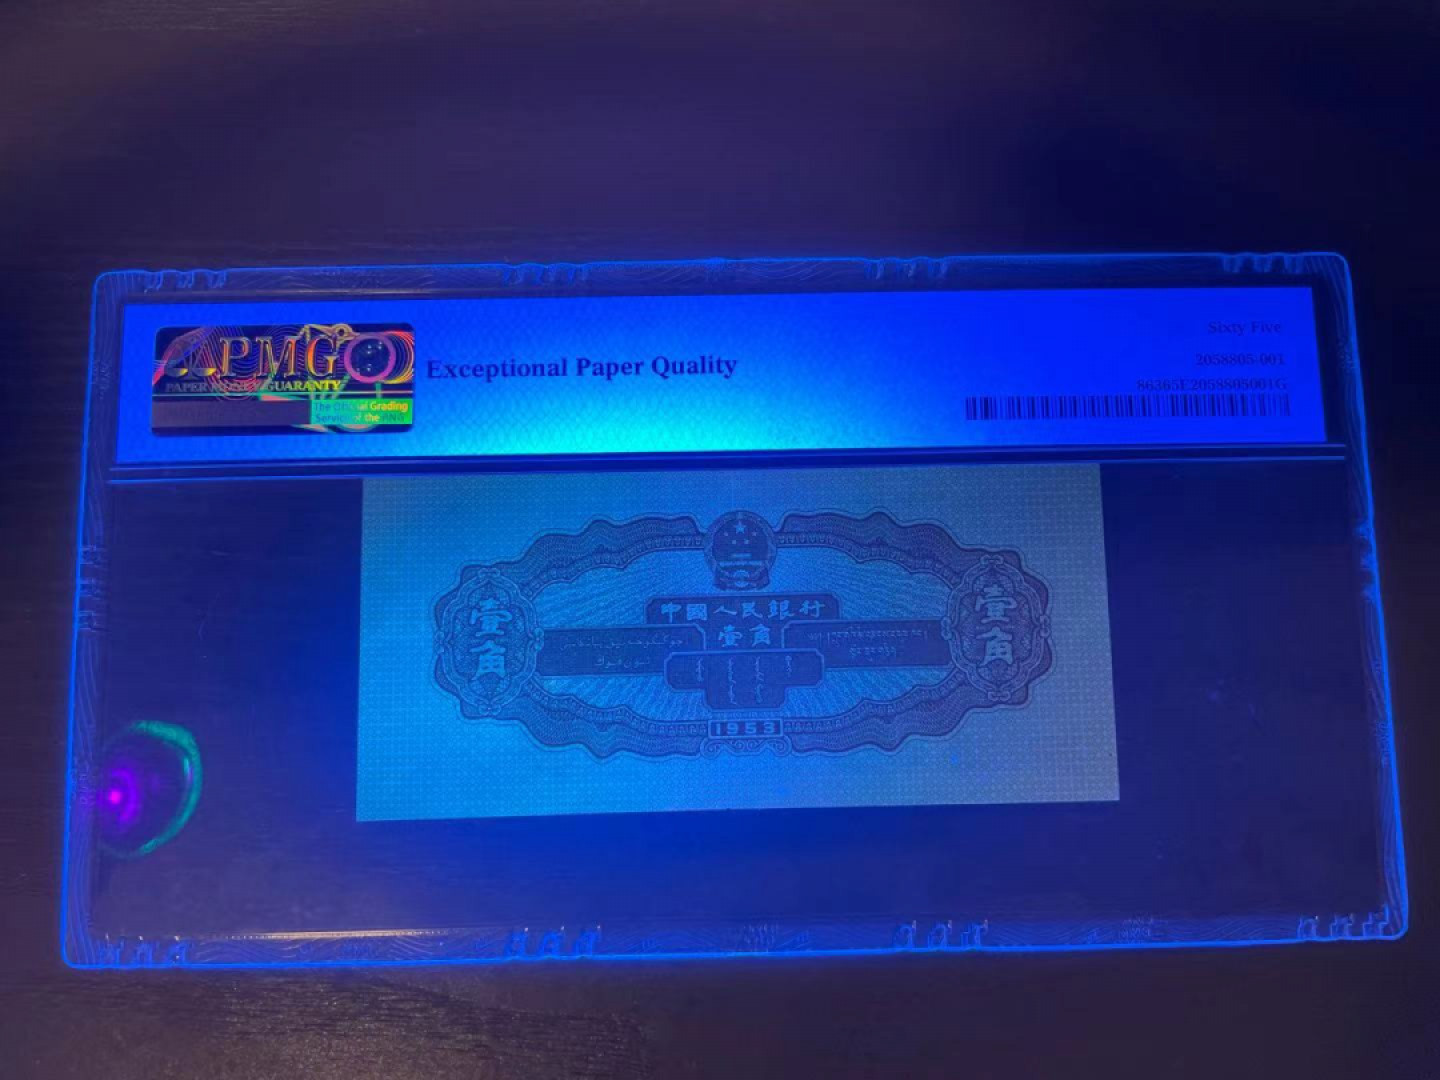 PMG
PAPER MONEY GUARANTY
The Official Grading
Service of the ANA
Exceptional Paper Quality
Sixty Five
2058805-001
86365E2058805001G
中國人民銀行
壹角
壹角
壹角
1953